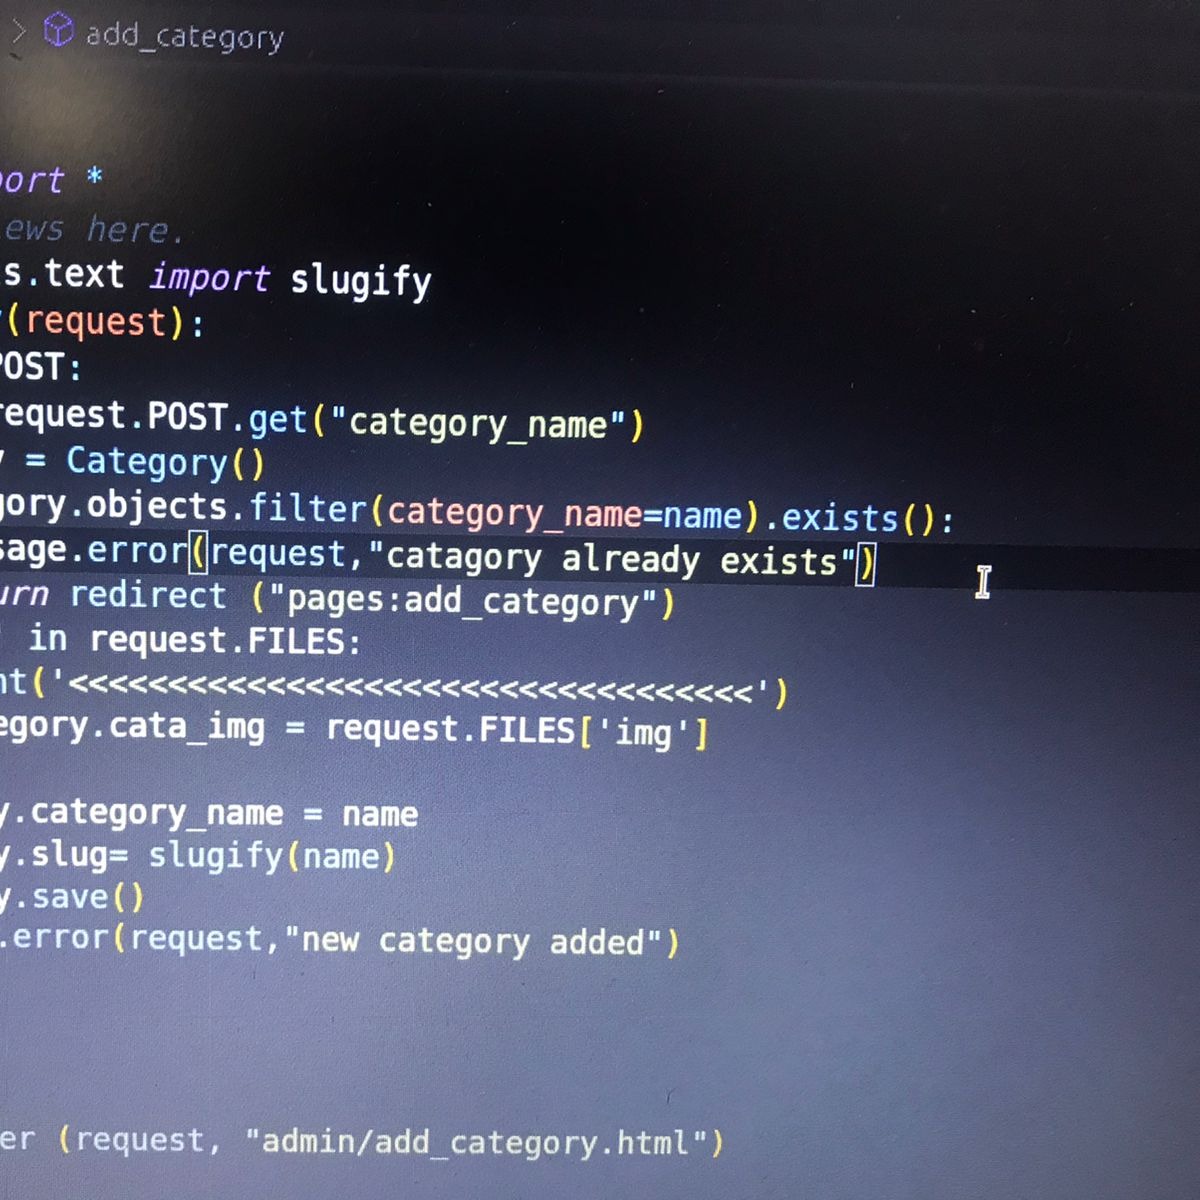 > add_category
port *
ews here.
s.text import slugify
(request):
POST:
request.POST.get("category_name")
y = Category()
gory.objects.filter(category_name=name).exists():
sage.error(request,"catagory already exists")
urn redirect ("pages:add_category")
' in request.FILES:
nt('<<<<<<<<<<<<<<<<<<<<<<<<<<<<<<<<<<<')
egory.cata_img = request.FILES['img']
y.category_name = name
y.slug= slugify(name)
y.save()
.error(request,"new category added")
er (request, "admin/add_category.html")